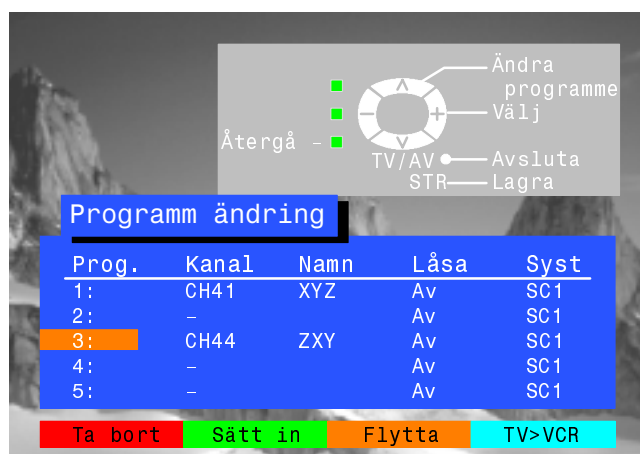 Ändra
programme
Välj
Återgå –
TV/AV Avsluta
STR Lagra
Programm ändring
Prog. Kanal Namn Låsa Syst
1: CH41 XYZ Av SC1
2: – Av SC1
3: CH44 ZXY Av SC1
4: – Av SC1
5: – Av SC1
Ta bort Sätt in Flytta TV>VCR